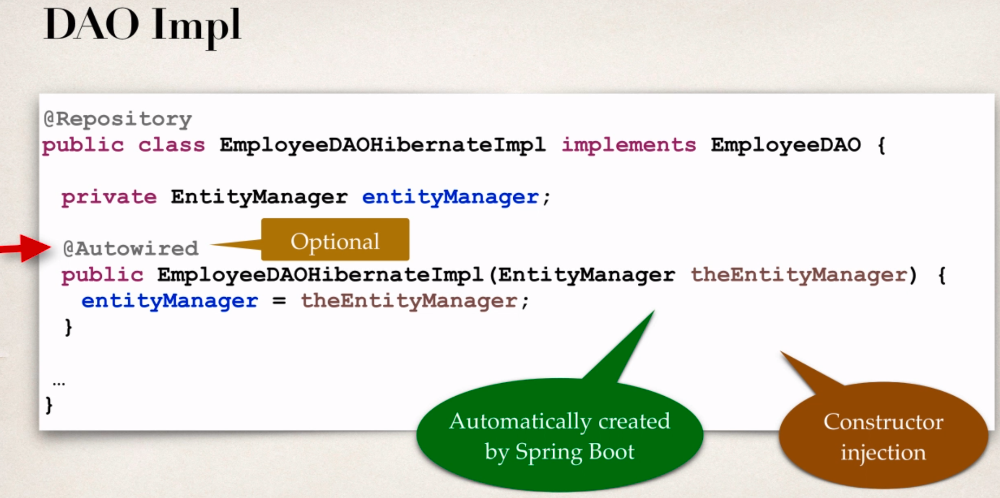 DAO Impl
@Repository
public class EmployeeDAOHibernateImpl implements EmployeeDAO {
private EntityManager entityManager;
@Autowired
Optional
public EmployeeDAOHibernateImpl(EntityManager theEntityManager) {
entityManager = theEntityManager;
}
...
}
Automatically created
by Spring Boot
Constructor
injection